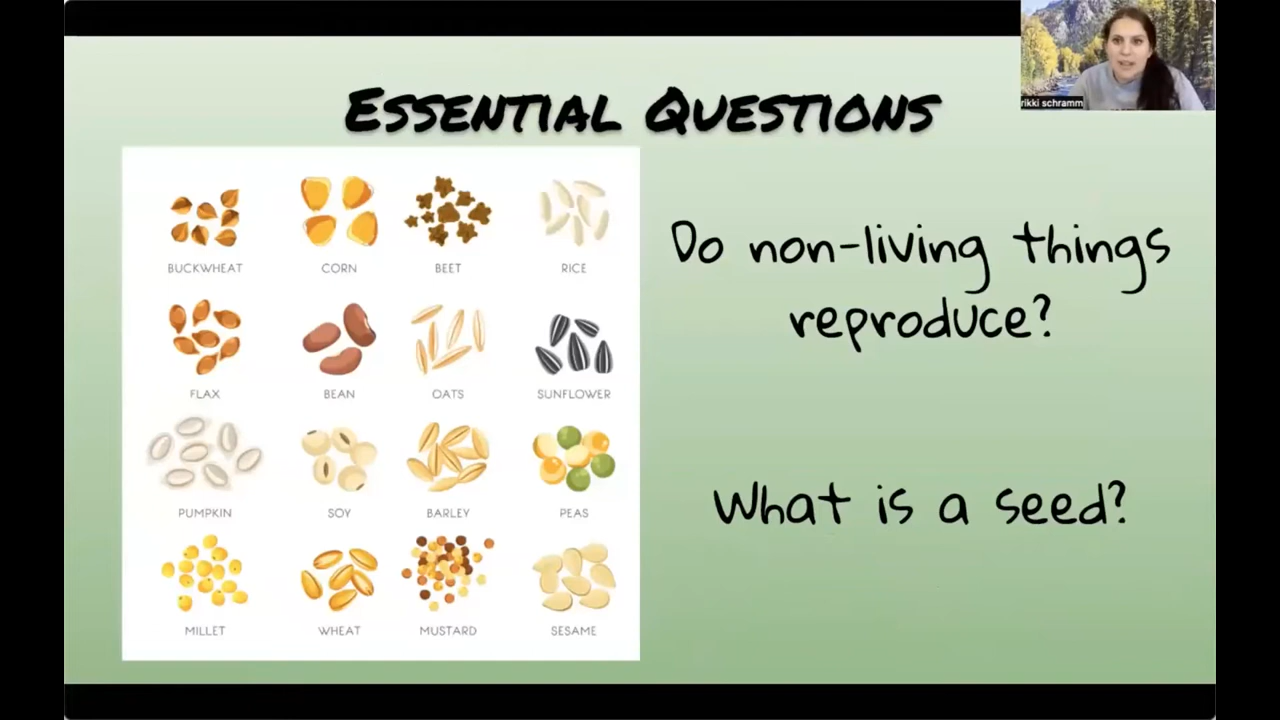 Essential Questions
rikki schramm
BUCKWHEAT CORN BEET RICE
FLAX BEAN OATS SUNFLOWER
PUMPKIN SOY BARLEY PEAS
MILLET WHEAT MUSTARD SESAME
Do non-living things
reproduce?
What is a seed?